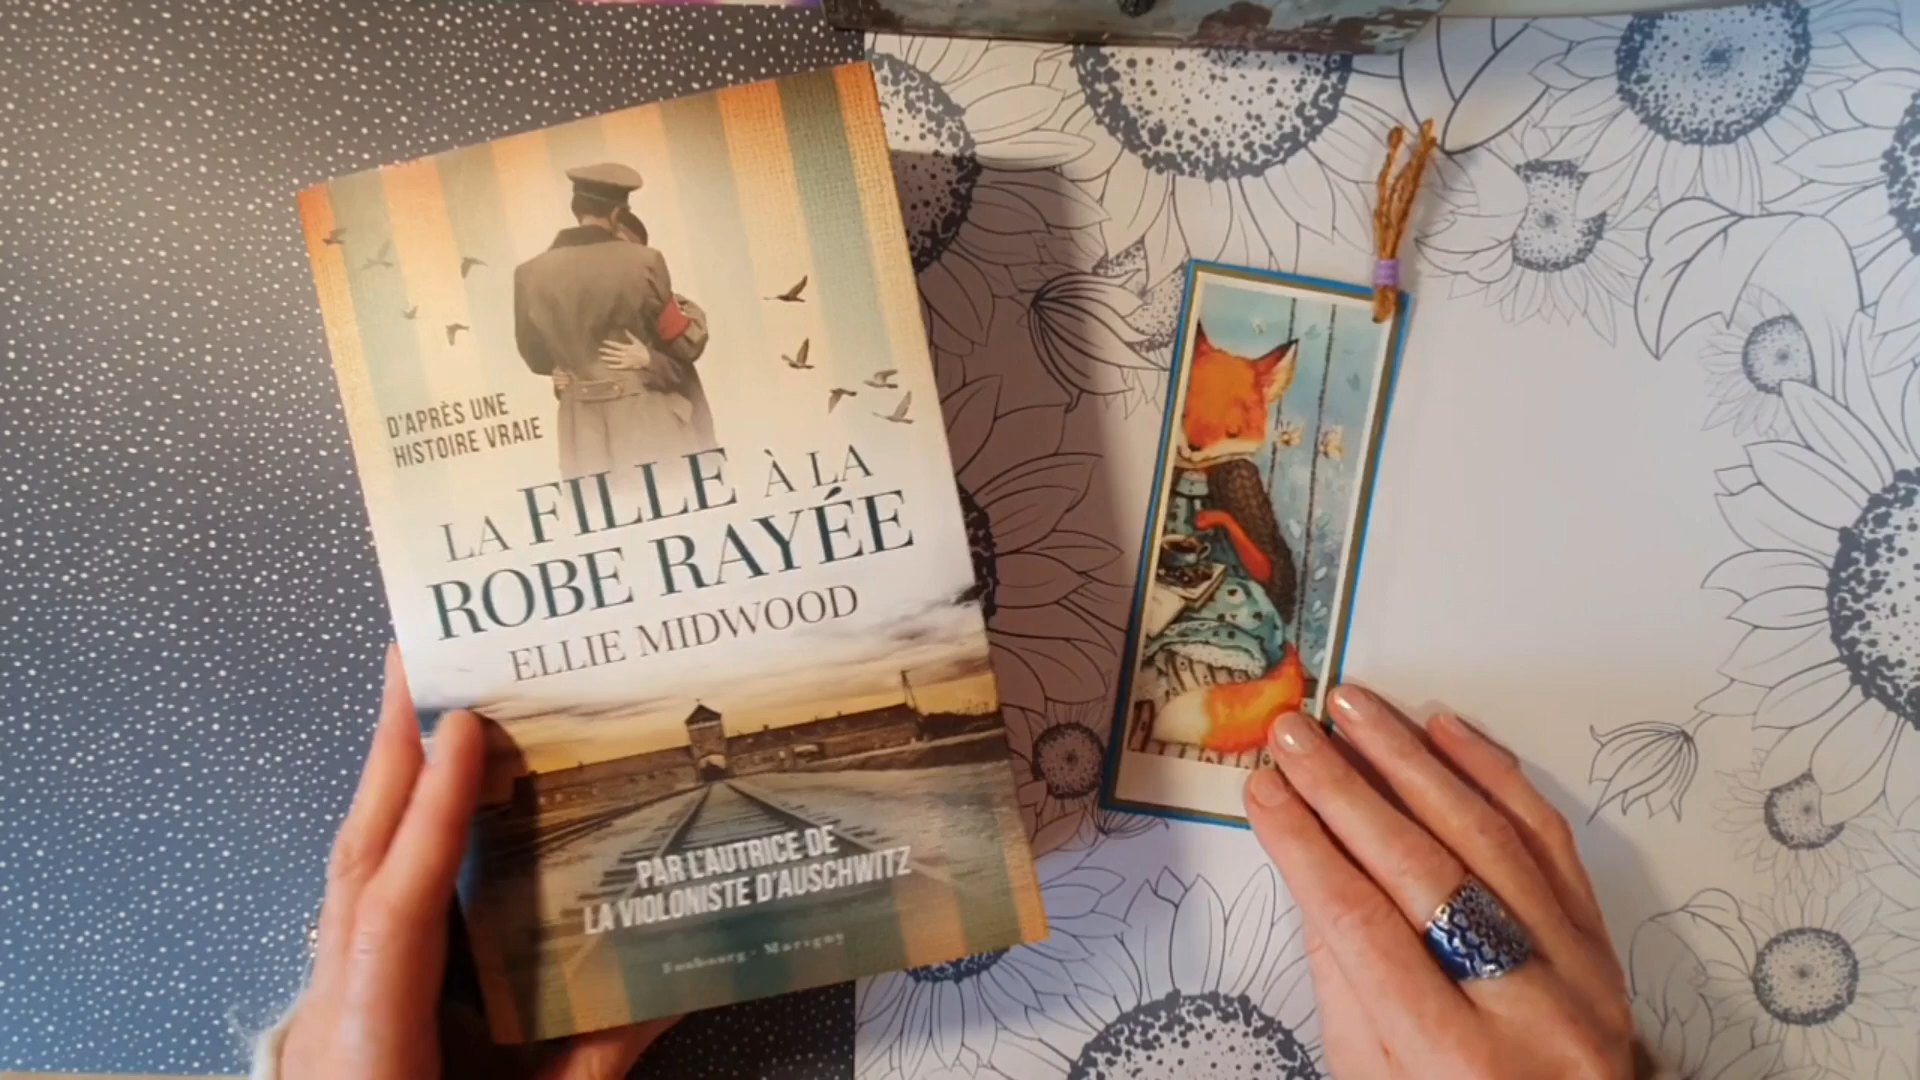 D'APRÈS UNE
HISTOIRE VRAIE
LA FILLE À LA
ROBE RAYÉE
ELLIE MIDWOOD
PAR L'AUTRICE DE
LA VIOLONISTE D'AUSCHWITZ
Faubourg - Marigny